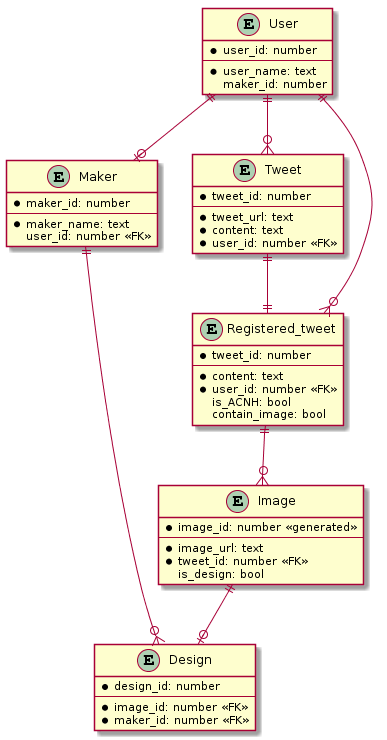 E User
user_id: number
user_name: text
maker_id: number
E Maker
maker_id: number
maker_name: text
user_id: number «FK»
E Tweet
tweet_id: number
tweet_url: text
content: text
user_id: number «FK»
E Registered_tweet
tweet_id: number
content: text
user_id: number «FK»
is_ACNH: bool
contain_image: bool
E Image
image_id: number «generated»
image_url: text
tweet_id: number «FK»
is_design: bool
E Design
design_id: number
image_id: number «FK»
maker_id: number «FK»